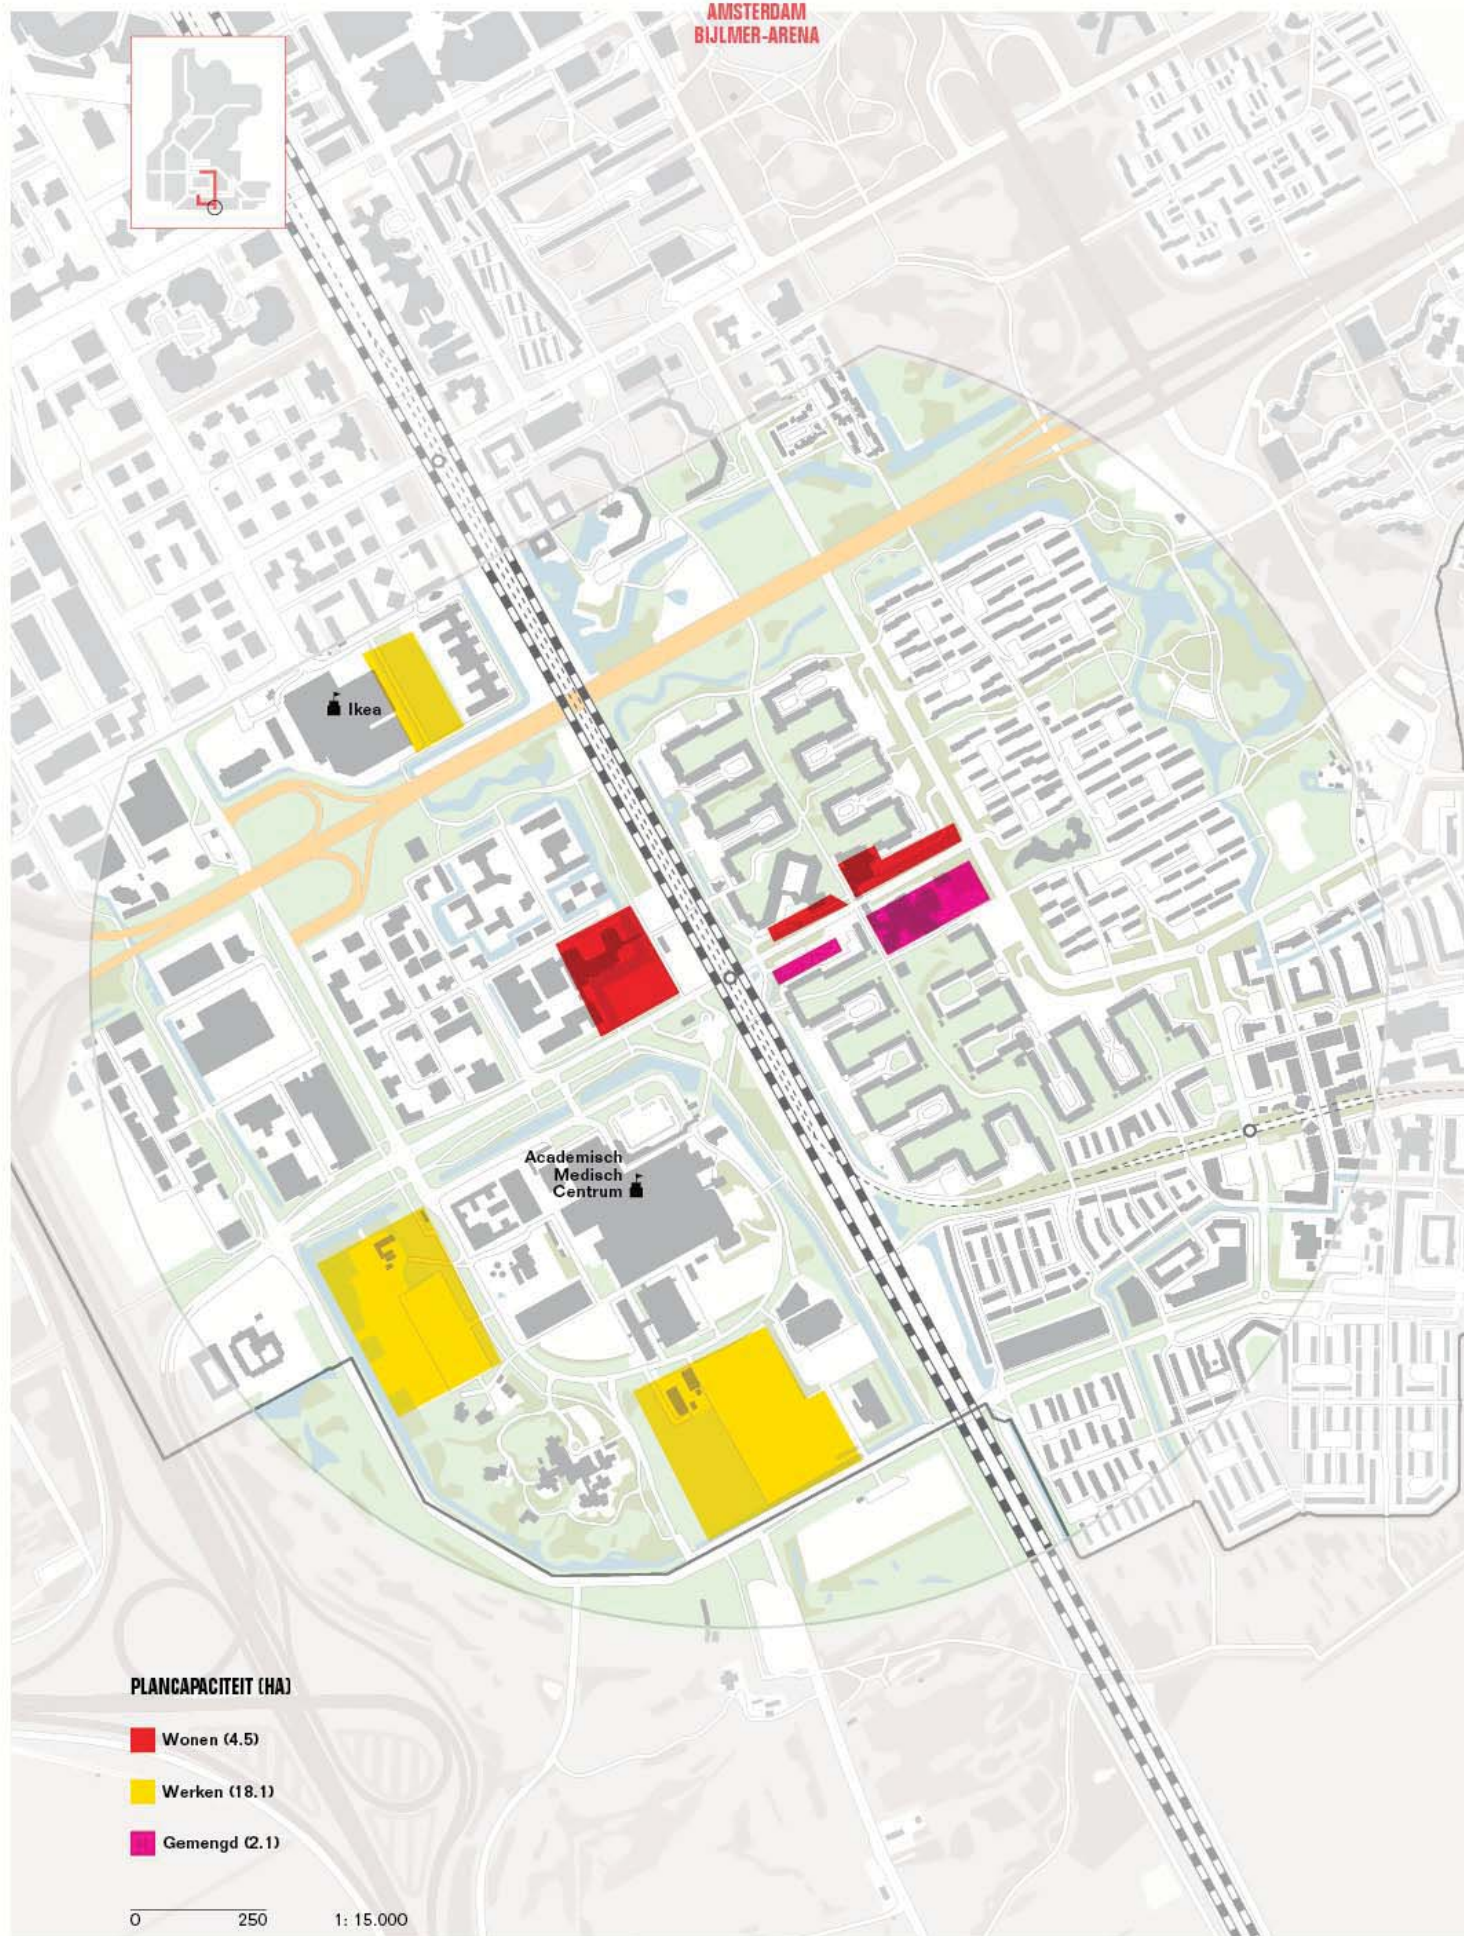 AMSTERDAM
BIJLMER-ARENA
Ikea
Academisch
Medisch
Centrum
PLANCAPACITEIT (HA)
Wonen (4.5)
Werken (18.1)
Gemengd (2.1)
0 250 1: 15.000